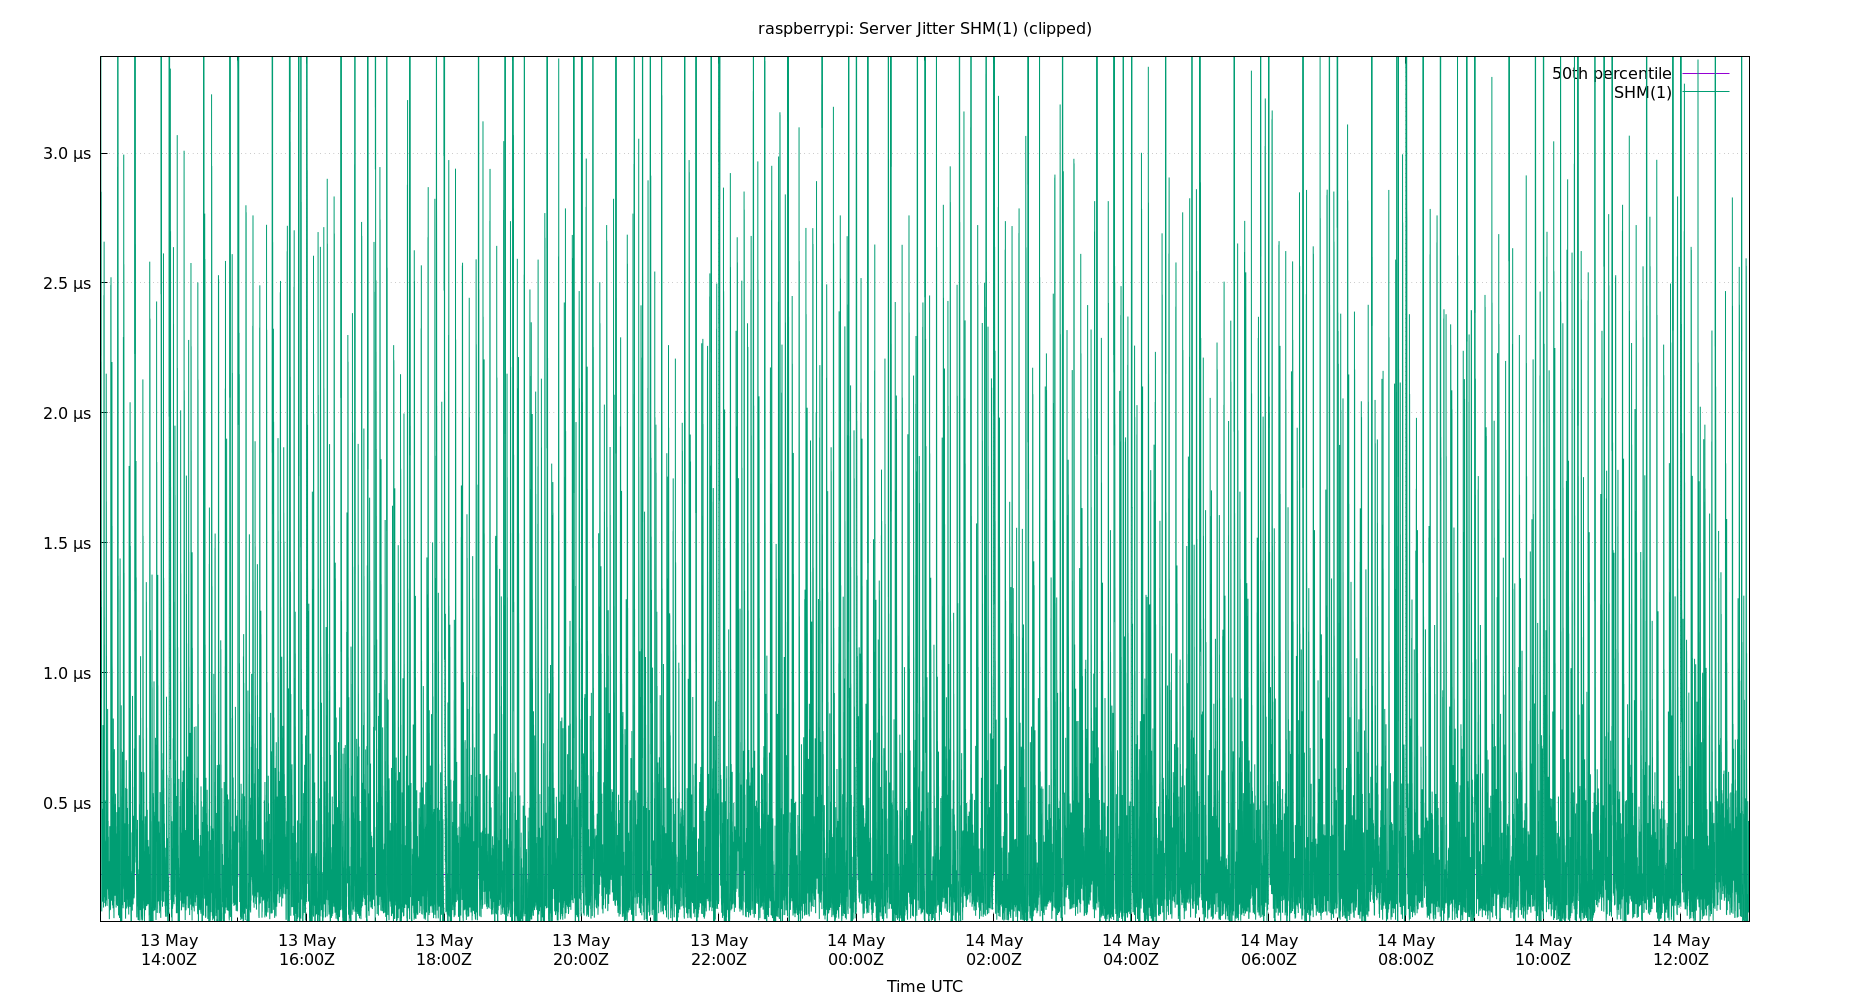 raspberrypi: Server Jitter SHM(1) (clipped)
50th percentile
SHM(1)
3.0 µs
2.5 µs
2.0 µs
1.5 µs
1.0 µs
0.5 µs
13 May 13 May 13 May 13 May 13 May 14 May 14 May 14 May 14 May 14 May 14 May 14 May
14:00Z 16:00Z 18:00Z 20:00Z 22:00Z 00:00Z 02:00Z 04:00Z 06:00Z 08:00Z 10:00Z 12:00Z
Time UTC